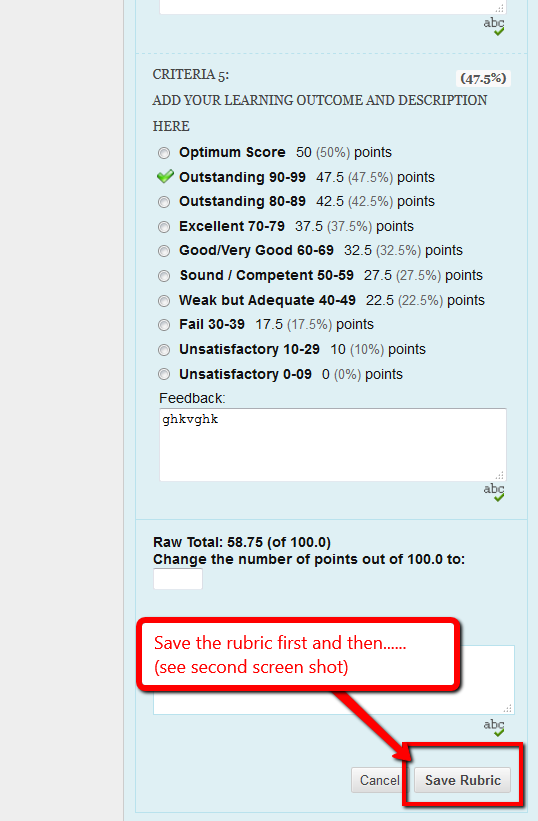 abc
CRITERIA 5:
(47.5%)
ADD YOUR LEARNING OUTCOME AND DESCRIPTION
HERE
Optimum Score 50 (50%) points
Outstanding 90-99 47.5 (47.5%) points
Outstanding 80-89 42.5 (42.5%) points
Excellent 70-79 37.5 (37.5%) points
Good/Very Good 60-69 32.5 (32.5%) points
Sound / Competent 50-59 27.5 (27.5%) points
Weak but Adequate 40-49 22.5 (22.5%) points
Fail 30-39 17.5 (17.5%) points
Unsatisfactory 10-29 10 (10%) points
Unsatisfactory 0-09 0 (0%) points
Feedback:
ghkvghk
abc
Raw Total: 58.75 (of 100.0)
Change the number of points out of 100.0 to:
Save the rubric first and then......
(see second screen shot)
abc
Cancel
Save Rubric